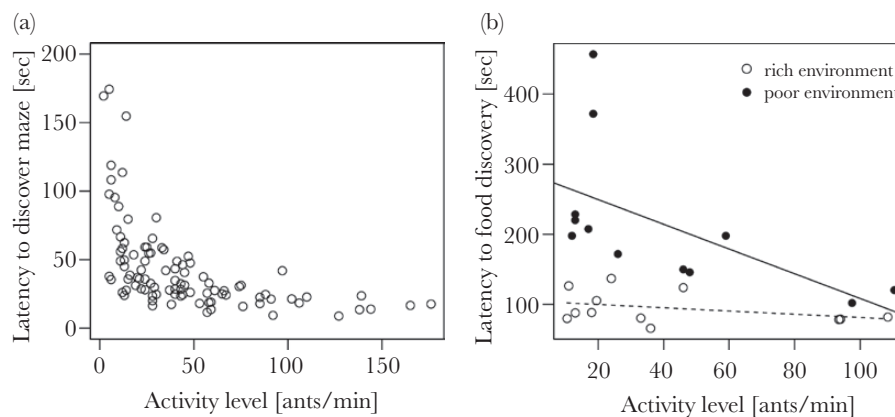 (a)
Latency to discover maze [sec]
200
150
100
50
0
0 50 100 150
Activity level [ants/min]
(b)
Latency to food discovery [sec]
400
300
200
100
rich environment
poor environment
20 40 60 80 100
Activity level [ants/min]